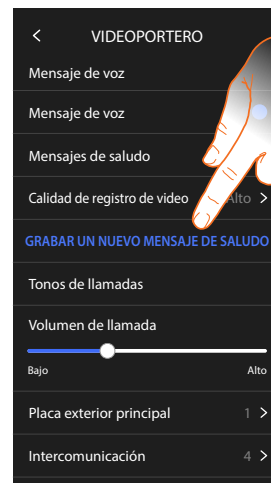 VIDEOPORTERO
Mensaje de voz
Mensaje de voz
Mensajes de saludo
Calidad de registro de video Alto
GRABAR UN NUEVO MENSAJE DE SALUDO
Tonos de llamadas
Volumen de llamada
Bajo Alto
Placa exterior principal 1
Intercomunicación 4